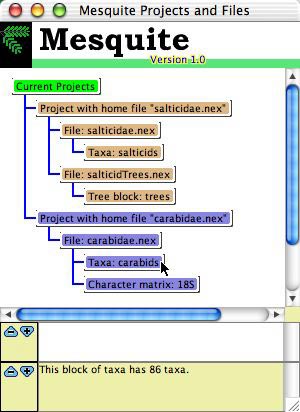 Mesquite Projects and Files
Mesquite
Version 1.0
Current Projects
Project with home file "salticidae.nex"
File: salticidae.nex
Taxa: salticids
File: salticidTrees.nex
Tree block: trees
Project with home file "carabidae.nex"
File: carabidae.nex
Taxa: carabids
Character matrix: 18S
This block of taxa has 86 taxa.